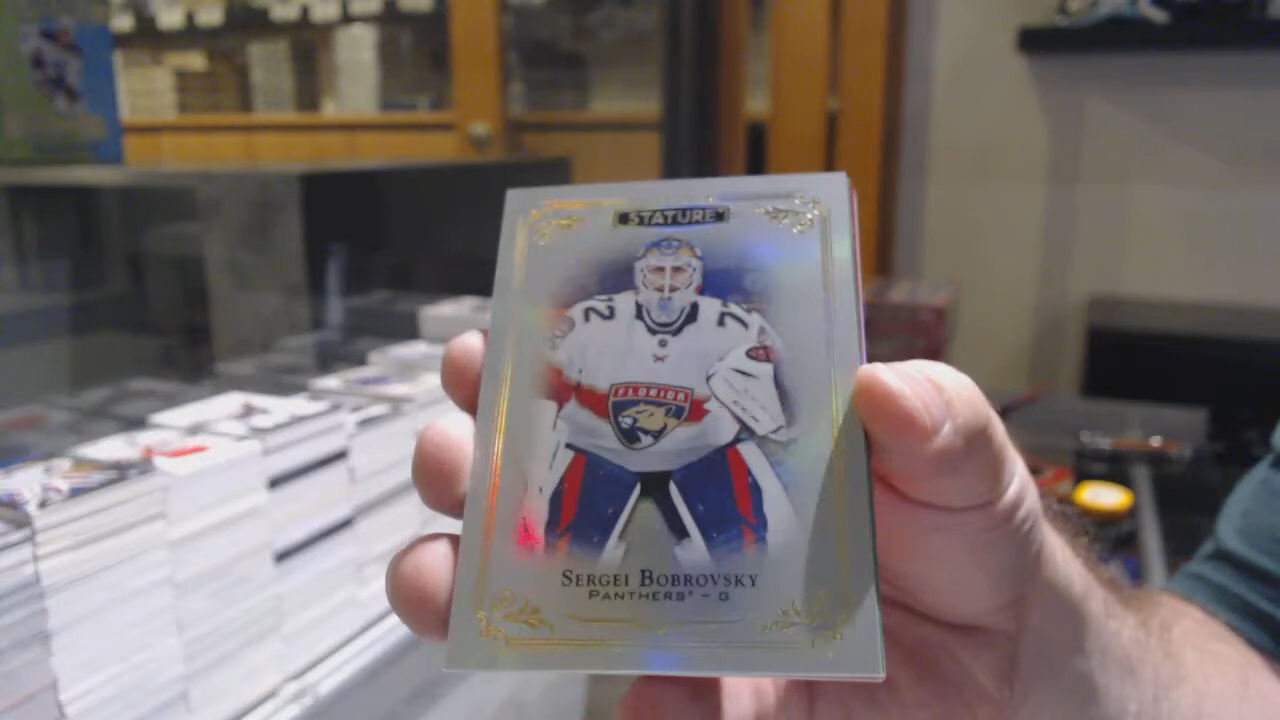 STATURE
72 72
FLORIDA
SERGEI BOBROVSKY
PANTHERS® – G